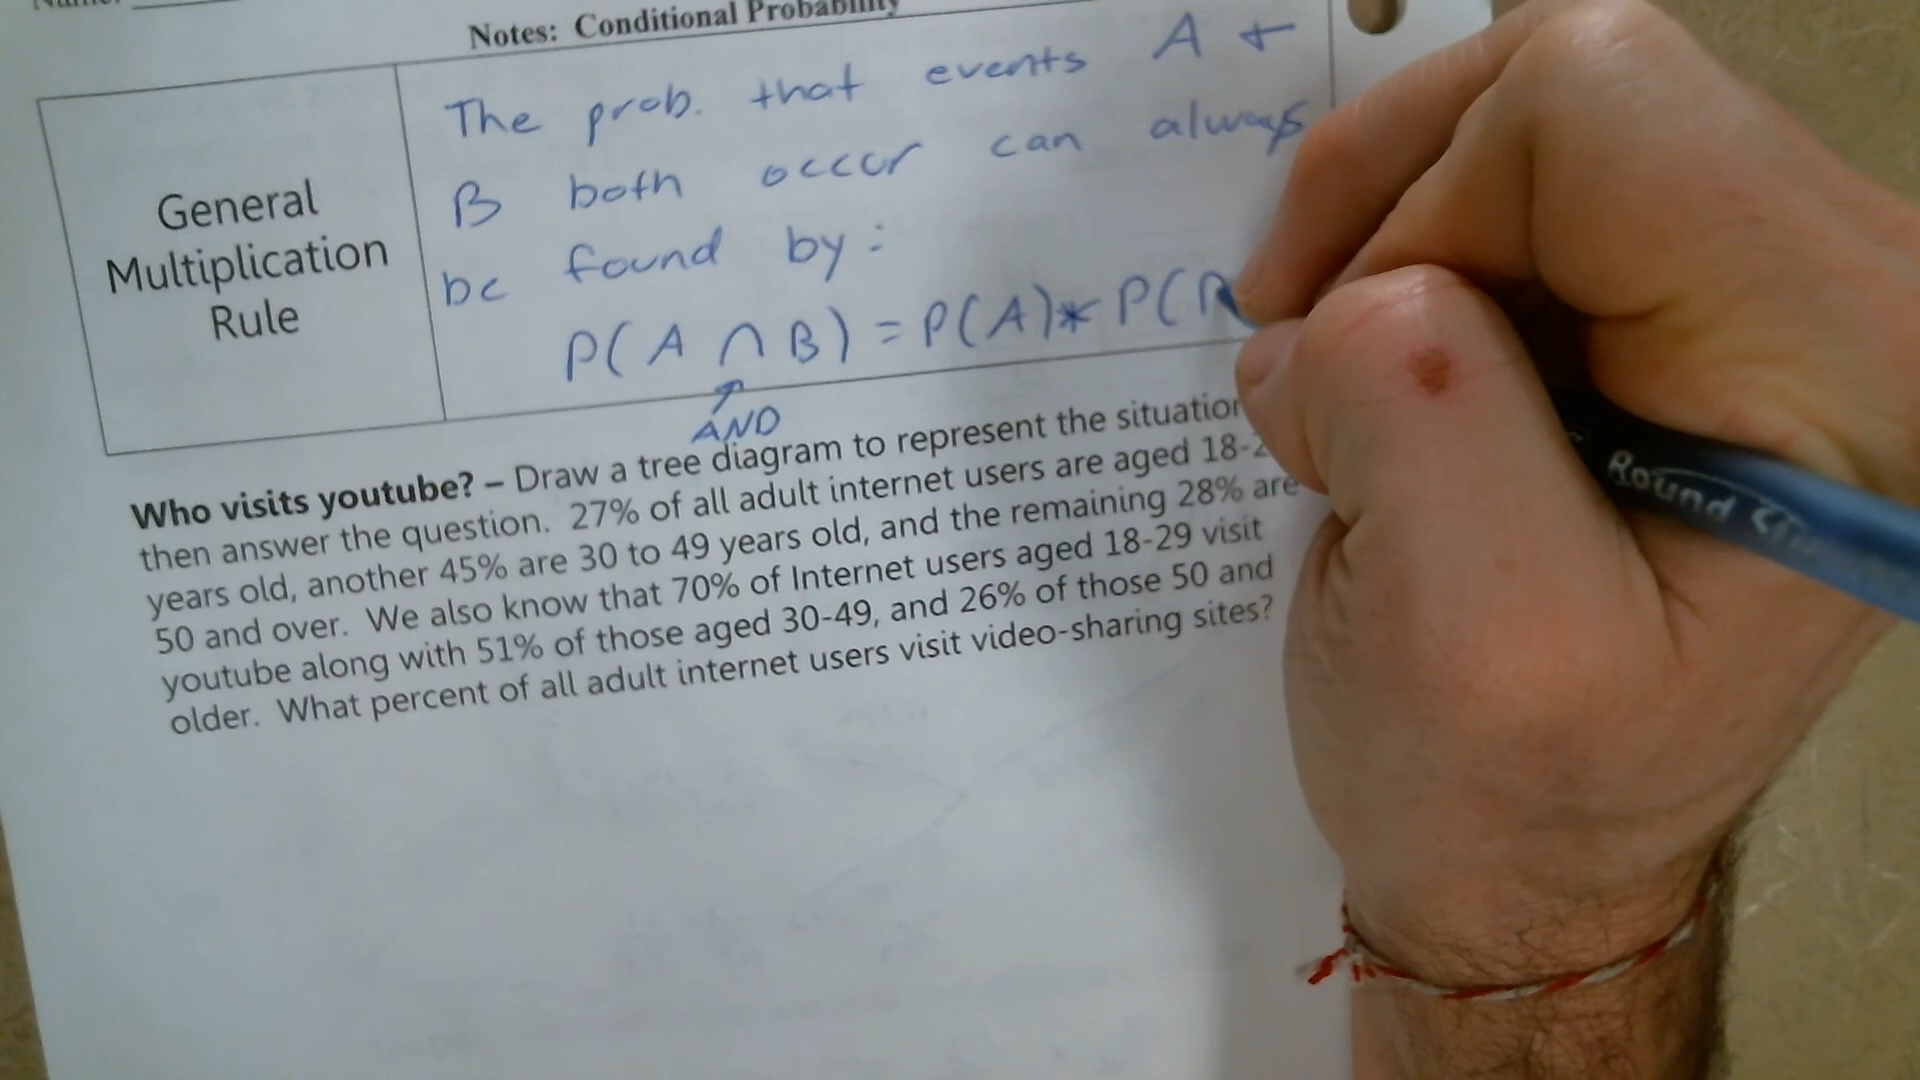 Notes: Conditional Probability
General
Multiplication
Rule
The prob. that events A +
B both occur can always
be found by:
P(A ∩ B) = P(A)* P(
AND
Who visits youtube? – Draw a tree diagram to represent the situation
then answer the question. 27% of all adult internet users are aged 18-2
years old, another 45% are 30 to 49 years old, and the remaining 28% are
50 and over. We also know that 70% of Internet users aged 18-29 visit
youtube along with 51% of those aged 30-49, and 26% of those 50 and
older. What percent of all adult internet users visit video-sharing sites?
Round